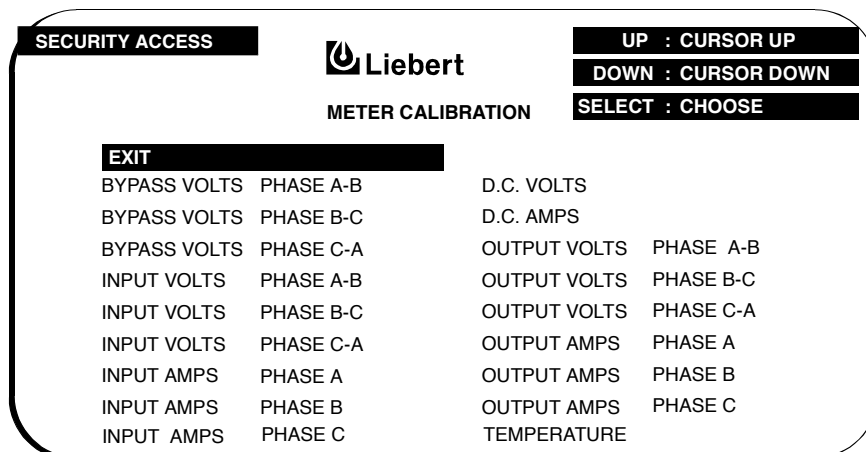 SECURITY ACCESS
Liebert
METER CALIBRATION
UP : CURSOR UP
DOWN : CURSOR DOWN
SELECT : CHOOSE
EXIT
BYPASS VOLTS PHASE A-B
BYPASS VOLTS PHASE B-C
BYPASS VOLTS PHASE C-A
INPUT VOLTS PHASE A-B
INPUT VOLTS PHASE B-C
INPUT VOLTS PHASE C-A
INPUT AMPS PHASE A
INPUT AMPS PHASE B
INPUT AMPS PHASE C
D.C. VOLTS
D.C. AMPS
OUTPUT VOLTS PHASE A-B
OUTPUT VOLTS PHASE B-C
OUTPUT VOLTS PHASE C-A
OUTPUT AMPS PHASE A
OUTPUT AMPS PHASE B
OUTPUT AMPS PHASE C
TEMPERATURE